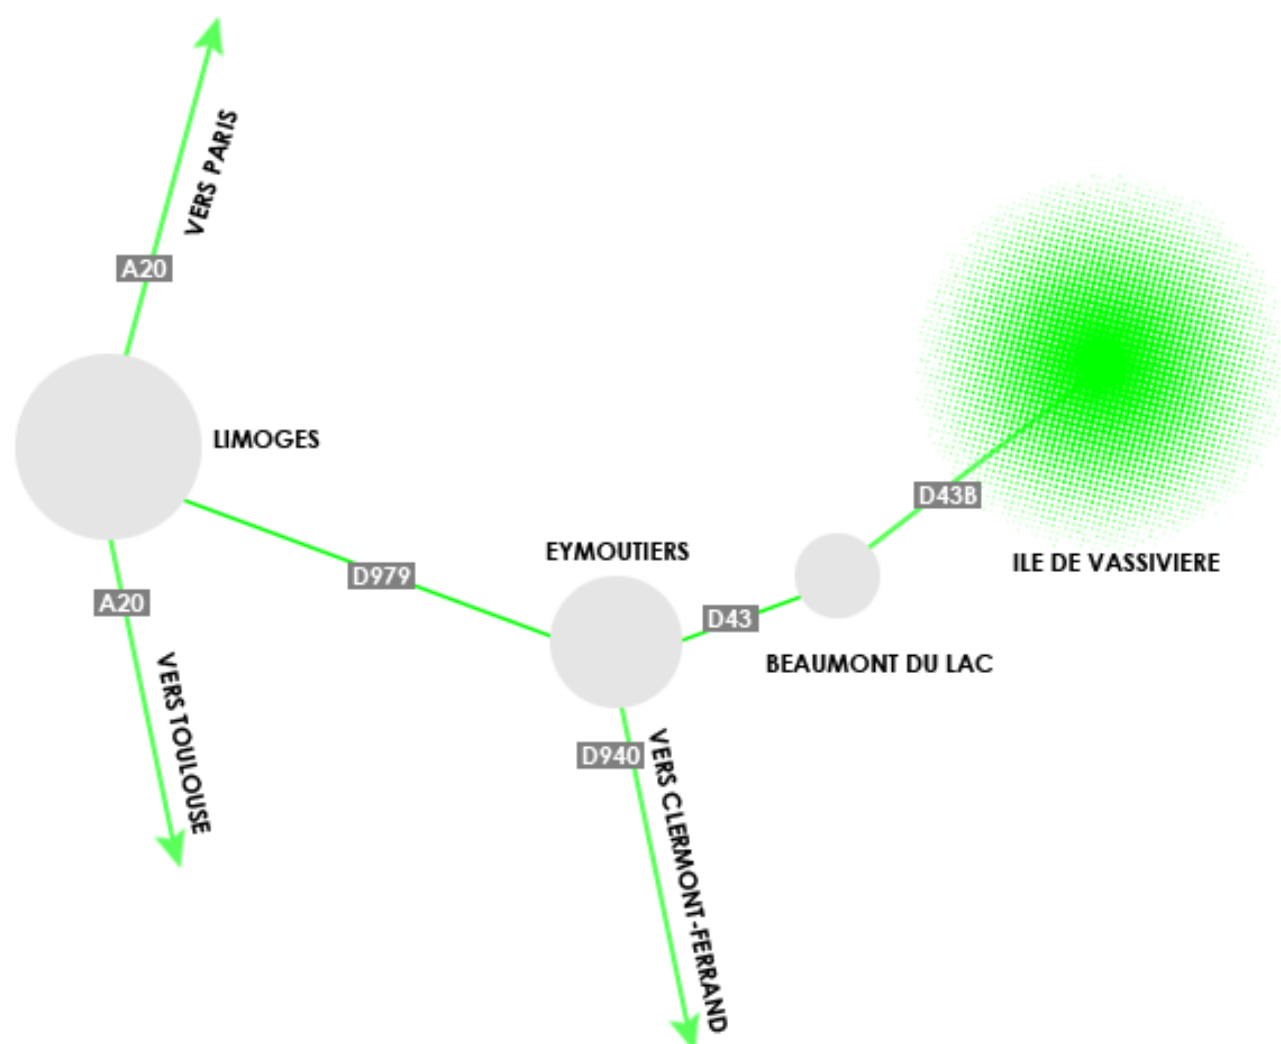 VERS PARIS
A20
LIMOGES
D979
A20
VERS TOULOUSE
EYMOUTIERS
D43
D43B
ILE DE VASSIVIERE
BEAUMONT DU LAC
D940
VERS CLERMONT-FERRAND